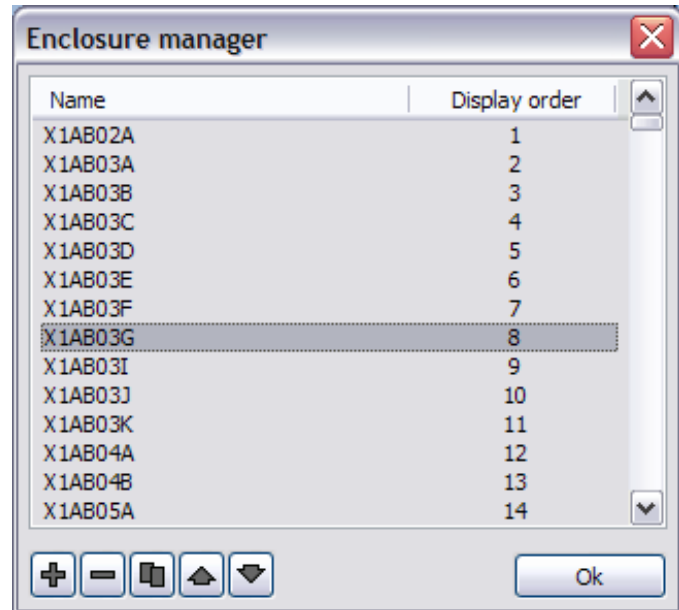 Enclosure manager
Name Display order
X1AB02A 1
X1AB03A 2
X1AB03B 3
X1AB03C 4
X1AB03D 5
X1AB03E 6
X1AB03F 7
X1AB03G 8
X1AB03I 9
X1AB03J 10
X1AB03K 11
X1AB04A 12
X1AB04B 13
X1AB05A 14
Ok